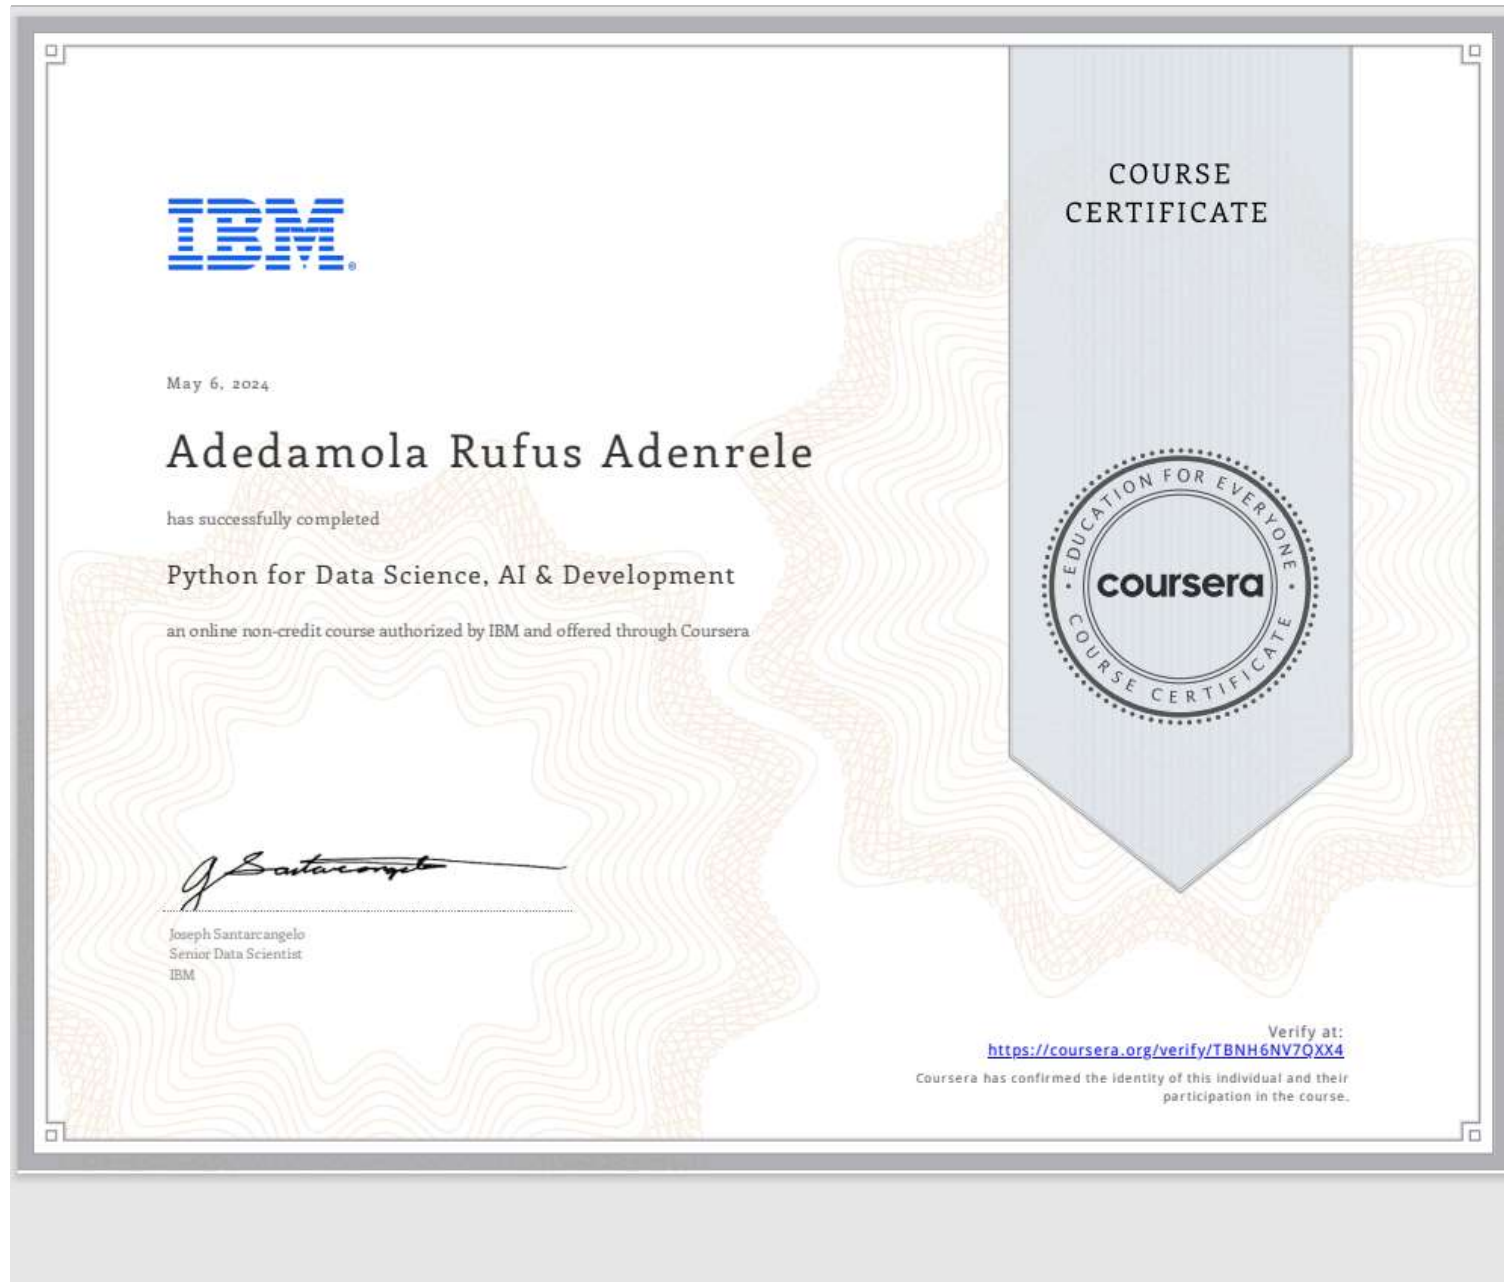 COURSE
CERTIFICATE
IBM®
May 6, 2024
Adedamola Rufus Adenrele
has successfully completed
Python for Data Science, AI & Development
an online non-credit course authorized by IBM and offered through Coursera
• EDUCATION FOR EVERYONE •
coursera
COURSE CERTIFICATE
G Santarcangelo
Joseph Santarcangelo
Senior Data Scientist
IBM
Verify at:
https://coursera.org/verify/TBNH6NV7QXX4
Coursera has confirmed the identity of this individual and their
participation in the course.